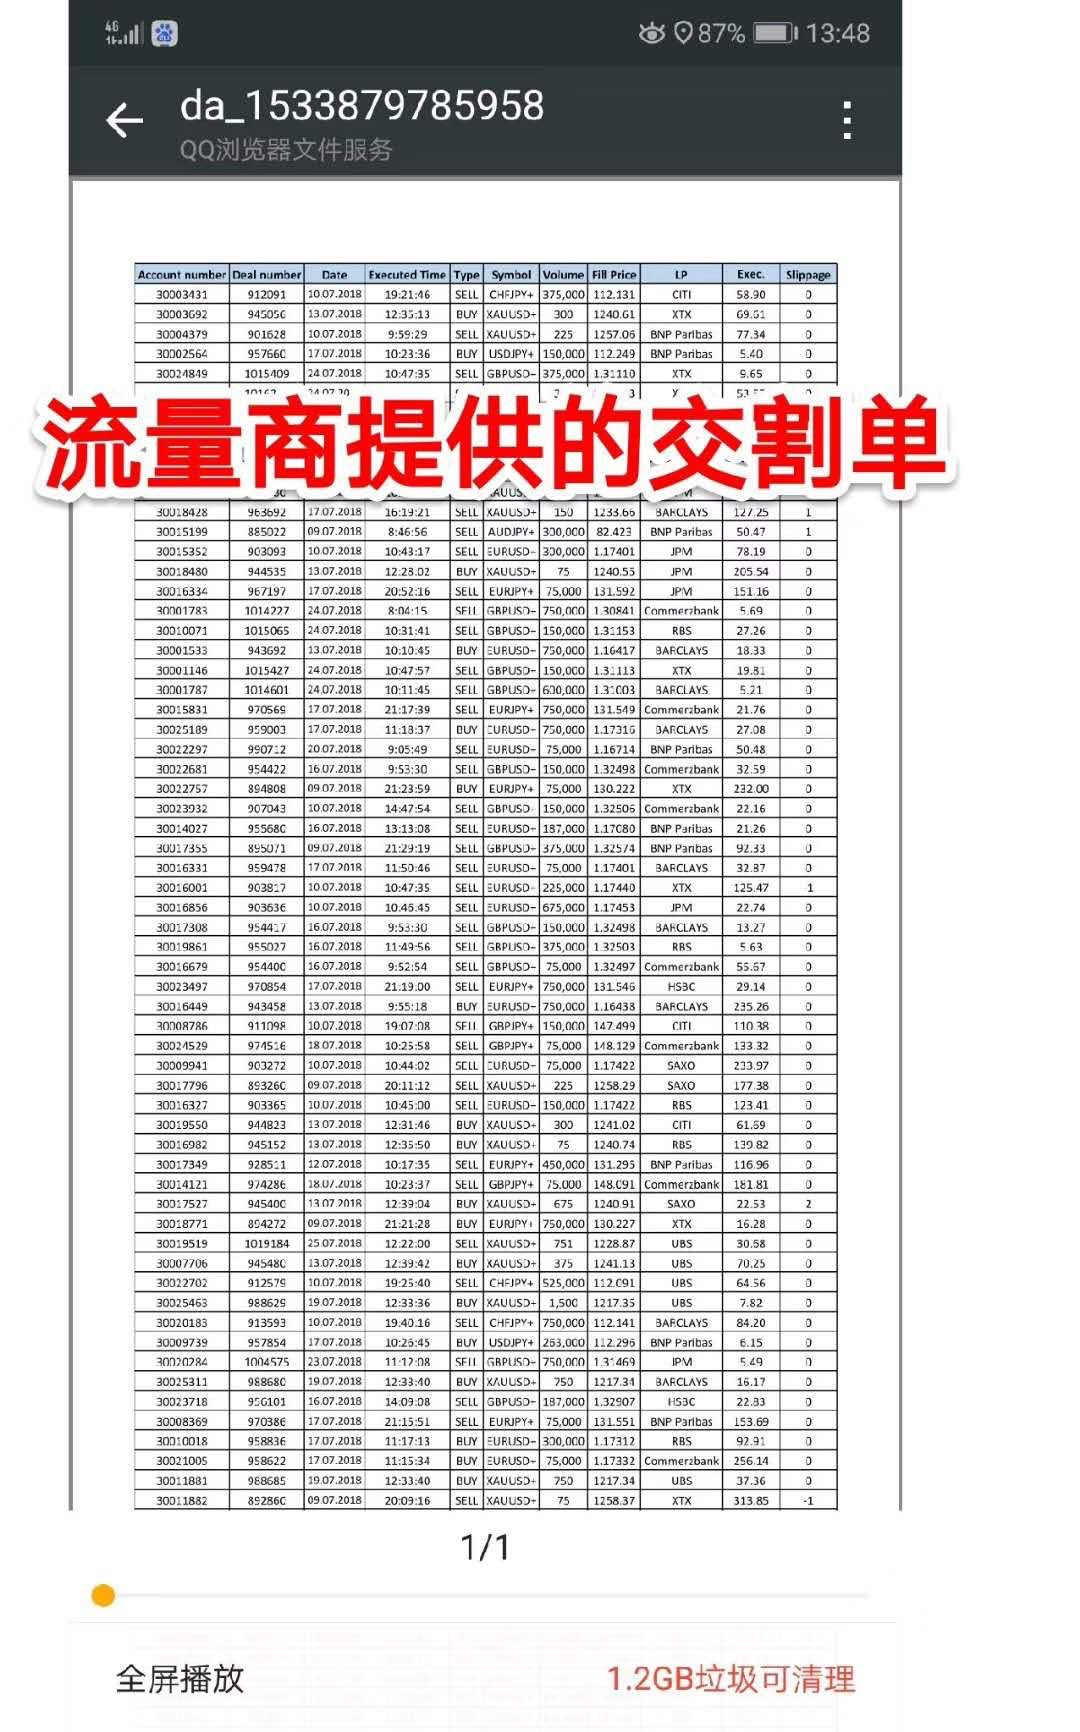 4G 87% 13:48
da_1533879785958
QQ浏览器文件服务
Account number Deal number Date Executed Time Type Symbol Volume Fill Price LP Exec. Slippage
30003431 912091 10.07.2018 19:21:46 SELL CHFJPY+ 375,000 112.131 CITI 58.90 0
30003692 945056 13.07.2018 12:35:13 BUY XAUUSD+ 300 1240.61 XTX 69.61 0
30004379 901628 10.07.2018 9:59:29 SELL XAUUSD+ 225 1257.06 BNP Paribas 77.34 0
30002564 957660 17.07.2018 10:23:36 BUY USDJPY+ 150,000 112.249 BNP Paribas 5.40 0
30024849 1015409 24.07.2018 10:47:35 SELL GBPUSD+ 375,000 1.31110 XTX 9.65 0
流量商提供的交割单
30018428 963692 17.07.2018 16:19:21 SELL XAUUSD+ 150 1233.66 BARCLAYS 127.25 1
30015199 885022 09.07.2018 8:46:56 SELL AUDJPY+ 300,000 82.423 BNP Paribas 50.47 1
30015352 903093 10.07.2018 10:43:17 SELL EURUSD+ 300,000 1.17401 JPM 78.19 0
30018480 944535 13.07.2018 12:28:02 BUY XAUUSD+ 75 1240.55 JPM 205.54 0
30016334 967197 17.07.2018 20:52:16 SELL EURJPY+ 75,000 131.592 JPM 151.16 0
30001783 1014227 24.07.2018 8:04:15 SELL GBPUSD+ 750,000 1.30841 Commerzbank 5.69 0
30010071 1015065 24.07.2018 10:31:41 SELL GBPUSD+ 150,000 1.31153 RBS 27.26 0
30001533 943692 13.07.2018 10:10:45 BUY EURUSD+ 750,000 1.16417 BARCLAYS 18.33 0
30001146 1015427 24.07.2018 10:47:57 SELL GBPUSD+ 150,000 1.31113 XTX 19.81 0
30001787 1014601 24.07.2018 10:11:45 SELL GBPUSD+ 600,000 1.31003 BARCLAYS 5.21 0
30015831 970569 17.07.2018 21:17:39 SELL EURJPY+ 750,000 131.549 Commerzbank 21.76 0
30025189 959003 17.07.2018 11:18:37 BUY EURUSD+ 750,000 1.17316 BARCLAYS 27.08 0
30022297 990712 20.07.2018 9:05:49 SELL EURUSD+ 75,000 1.16714 BNP Paribas 50.48 0
30022681 954422 16.07.2018 9:53:30 SELL GBPUSD+ 150,000 1.32498 Commerzbank 32.59 0
30022757 894808 09.07.2018 21:23:59 BUY EURJPY+ 75,000 130.222 XTX 232.00 0
30023932 907043 10.07.2018 14:47:54 SELL GBPUSD+ 150,000 1.32506 Commerzbank 22.16 0
30014027 955680 16.07.2018 13:13:08 SELL EURUSD+ 187,000 1.17080 BNP Paribas 21.26 0
30017355 895071 09.07.2018 21:29:19 SELL GBPUSD+ 375,000 1.32574 BNP Paribas 92.33 0
30016331 959478 17.07.2018 11:50:46 SELL EURUSD+ 75,000 1.17401 BARCLAYS 32.87 0
30016001 903817 10.07.2018 10:47:35 SELL EURUSD+ 225,000 1.17440 XTX 125.47 1
30016856 903636 10.07.2018 10:46:45 SELL EURUSD+ 675,000 1.17453 JPM 22.74 0
30017308 954417 16.07.2018 9:53:30 SELL GBPUSD+ 150,000 1.32498 BARCLAYS 13.27 0
30019861 955027 16.07.2018 11:49:56 SELL GBPUSD+ 375,000 1.32503 RBS 5.63 0
30016679 954400 16.07.2018 9:52:54 SELL GBPUSD+ 75,000 1.32497 Commerzbank 55.67 0
30023497 970854 17.07.2018 21:19:00 SELL EURJPY+ 750,000 131.546 HSBC 29.14 0
30016449 943458 13.07.2018 9:55:18 BUY EURUSD+ 750,000 1.16438 BARCLAYS 235.26 0
30008786 911098 10.07.2018 19:07:08 SELL GBPJPY+ 150,000 147.499 CITI 110.38 0
30024529 974516 18.07.2018 10:25:58 SELL GBPJPY+ 75,000 148.129 Commerzbank 133.32 0
30009941 903272 10.07.2018 10:44:02 SELL EURUSD+ 75,000 1.17422 SAXO 233.97 0
30017796 893260 09.07.2018 20:11:12 SELL XAUUSD+ 225 1258.29 SAXO 177.38 0
30016327 903365 10.07.2018 10:45:00 SELL EURUSD+ 150,000 1.17422 RBS 123.41 0
30019550 944823 13.07.2018 12:31:46 BUY XAUUSD+ 300 1241.02 CITI 61.69 0
30016982 945152 13.07.2018 12:35:50 BUY XAUUSD+ 75 1240.74 RBS 139.82 0
30017349 928511 12.07.2018 10:17:35 SELL EURJPY+ 450,000 131.295 BNP Paribas 116.96 0
30014121 974286 18.07.2018 10:23:37 SELL GBPJPY+ 75,000 148.091 Commerzbank 181.81 0
30017527 945400 13.07.2018 12:39:04 BUY XAUUSD+ 675 1240.91 SAXO 22.53 2
30018771 894272 09.07.2018 21:21:28 BUY EURJPY+ 750,000 130.227 XTX 16.28 0
30019519 1019184 25.07.2018 12:22:00 SELL XAUUSD+ 751 1228.87 UBS 30.68 0
30007706 945480 13.07.2018 12:39:42 BUY XAUUSD+ 375 1241.13 UBS 70.25 0
30022702 912579 10.07.2018 19:25:40 SELL CHFJPY+ 525,000 112.091 UBS 64.56 0
30025463 988629 19.07.2018 12:33:36 BUY XAUUSD+ 1,500 1217.35 UBS 7.82 0
30020183 913593 10.07.2018 19:40:16 SELL CHFJPY+ 750,000 112.141 BARCLAYS 84.20 0
30009739 957854 17.07.2018 10:26:45 BUY USDJPY+ 263,000 112.296 BNP Paribas 6.15 0
30020284 1004575 23.07.2018 11:12:08 SELL GBPUSD+ 750,000 1.31469 JPM 5.49 0
30025311 988680 19.07.2018 12:33:40 BUY XAUUSD+ 750 1217.34 BARCLAYS 16.17 0
30023718 956101 16.07.2018 14:09:08 SELL GBPUSD+ 187,000 1.32907 HSBC 22.83 0
30008369 970386 17.07.2018 21:15:51 SELL EURJPY+ 75,000 131.551 BNP Paribas 153.69 0
30010018 958836 17.07.2018 11:17:13 BUY EURUSD+ 300,000 1.17312 RBS 92.91 0
30021005 958622 17.07.2018 11:15:34 BUY EURUSD+ 75,000 1.17332 Commerzbank 256.14 0
30011881 988685 19.07.2018 12:33:40 BUY XAUUSD+ 750 1217.34 UBS 37.36 0
30011882 892860 09.07.2018 20:09:16 SELL XAUUSD+ 75 1258.37 XTX 313.85 -1
1/1
全屏播放 1.2GB垃圾可清理